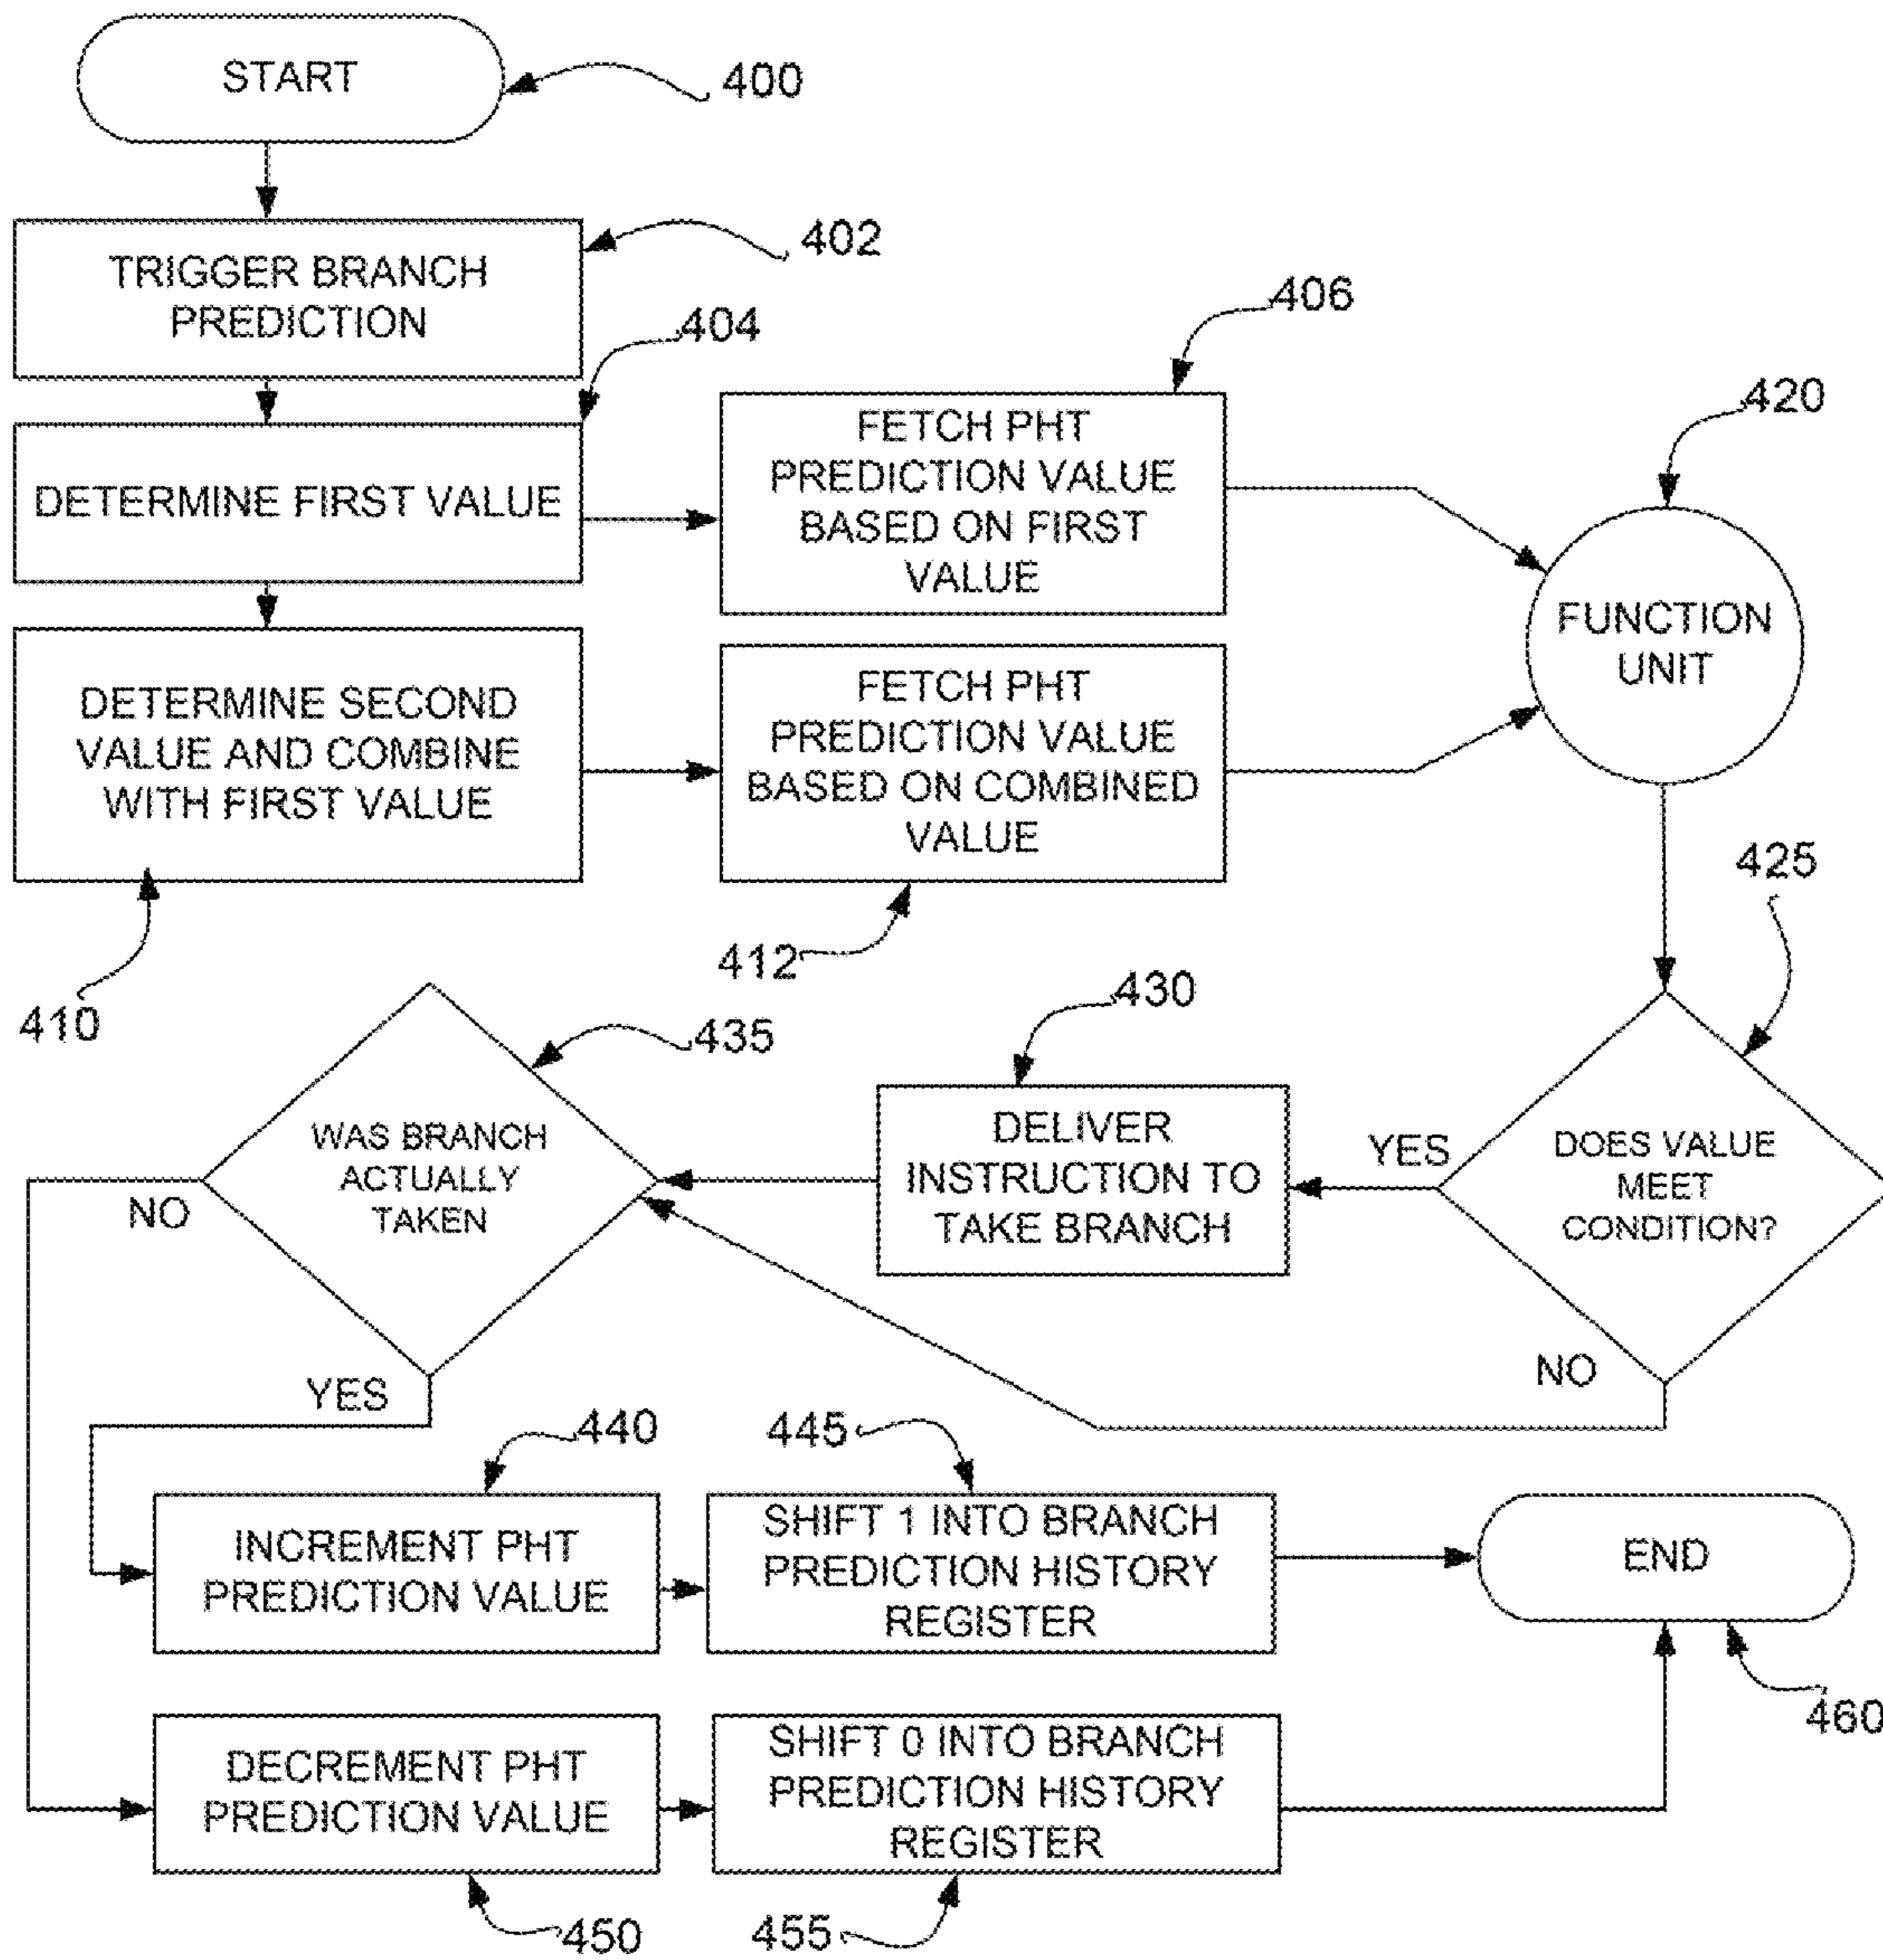 START
400
TRIGGER BRANCH
PREDICTION
402
404
DETERMINE FIRST VALUE
406
FETCH PHT
PREDICTION VALUE
BASED ON FIRST
VALUE
420
FUNCTION
UNIT
DETERMINE SECOND
VALUE AND COMBINE
WITH FIRST VALUE
410
FETCH PHT
PREDICTION VALUE
BASED ON COMBINED
VALUE
412
425
DOES VALUE
MEET
CONDITION?
YES
NO
430
DELIVER
INSTRUCTION TO
TAKE BRANCH
435
WAS BRANCH
ACTUALLY
TAKEN
NO
YES
440
INCREMENT PHT
PREDICTION VALUE
445
SHIFT 1 INTO BRANCH
PREDICTION HISTORY
REGISTER
END
460
DECREMENT PHT
PREDICTION VALUE
450
SHIFT 0 INTO BRANCH
PREDICTION HISTORY
REGISTER
455